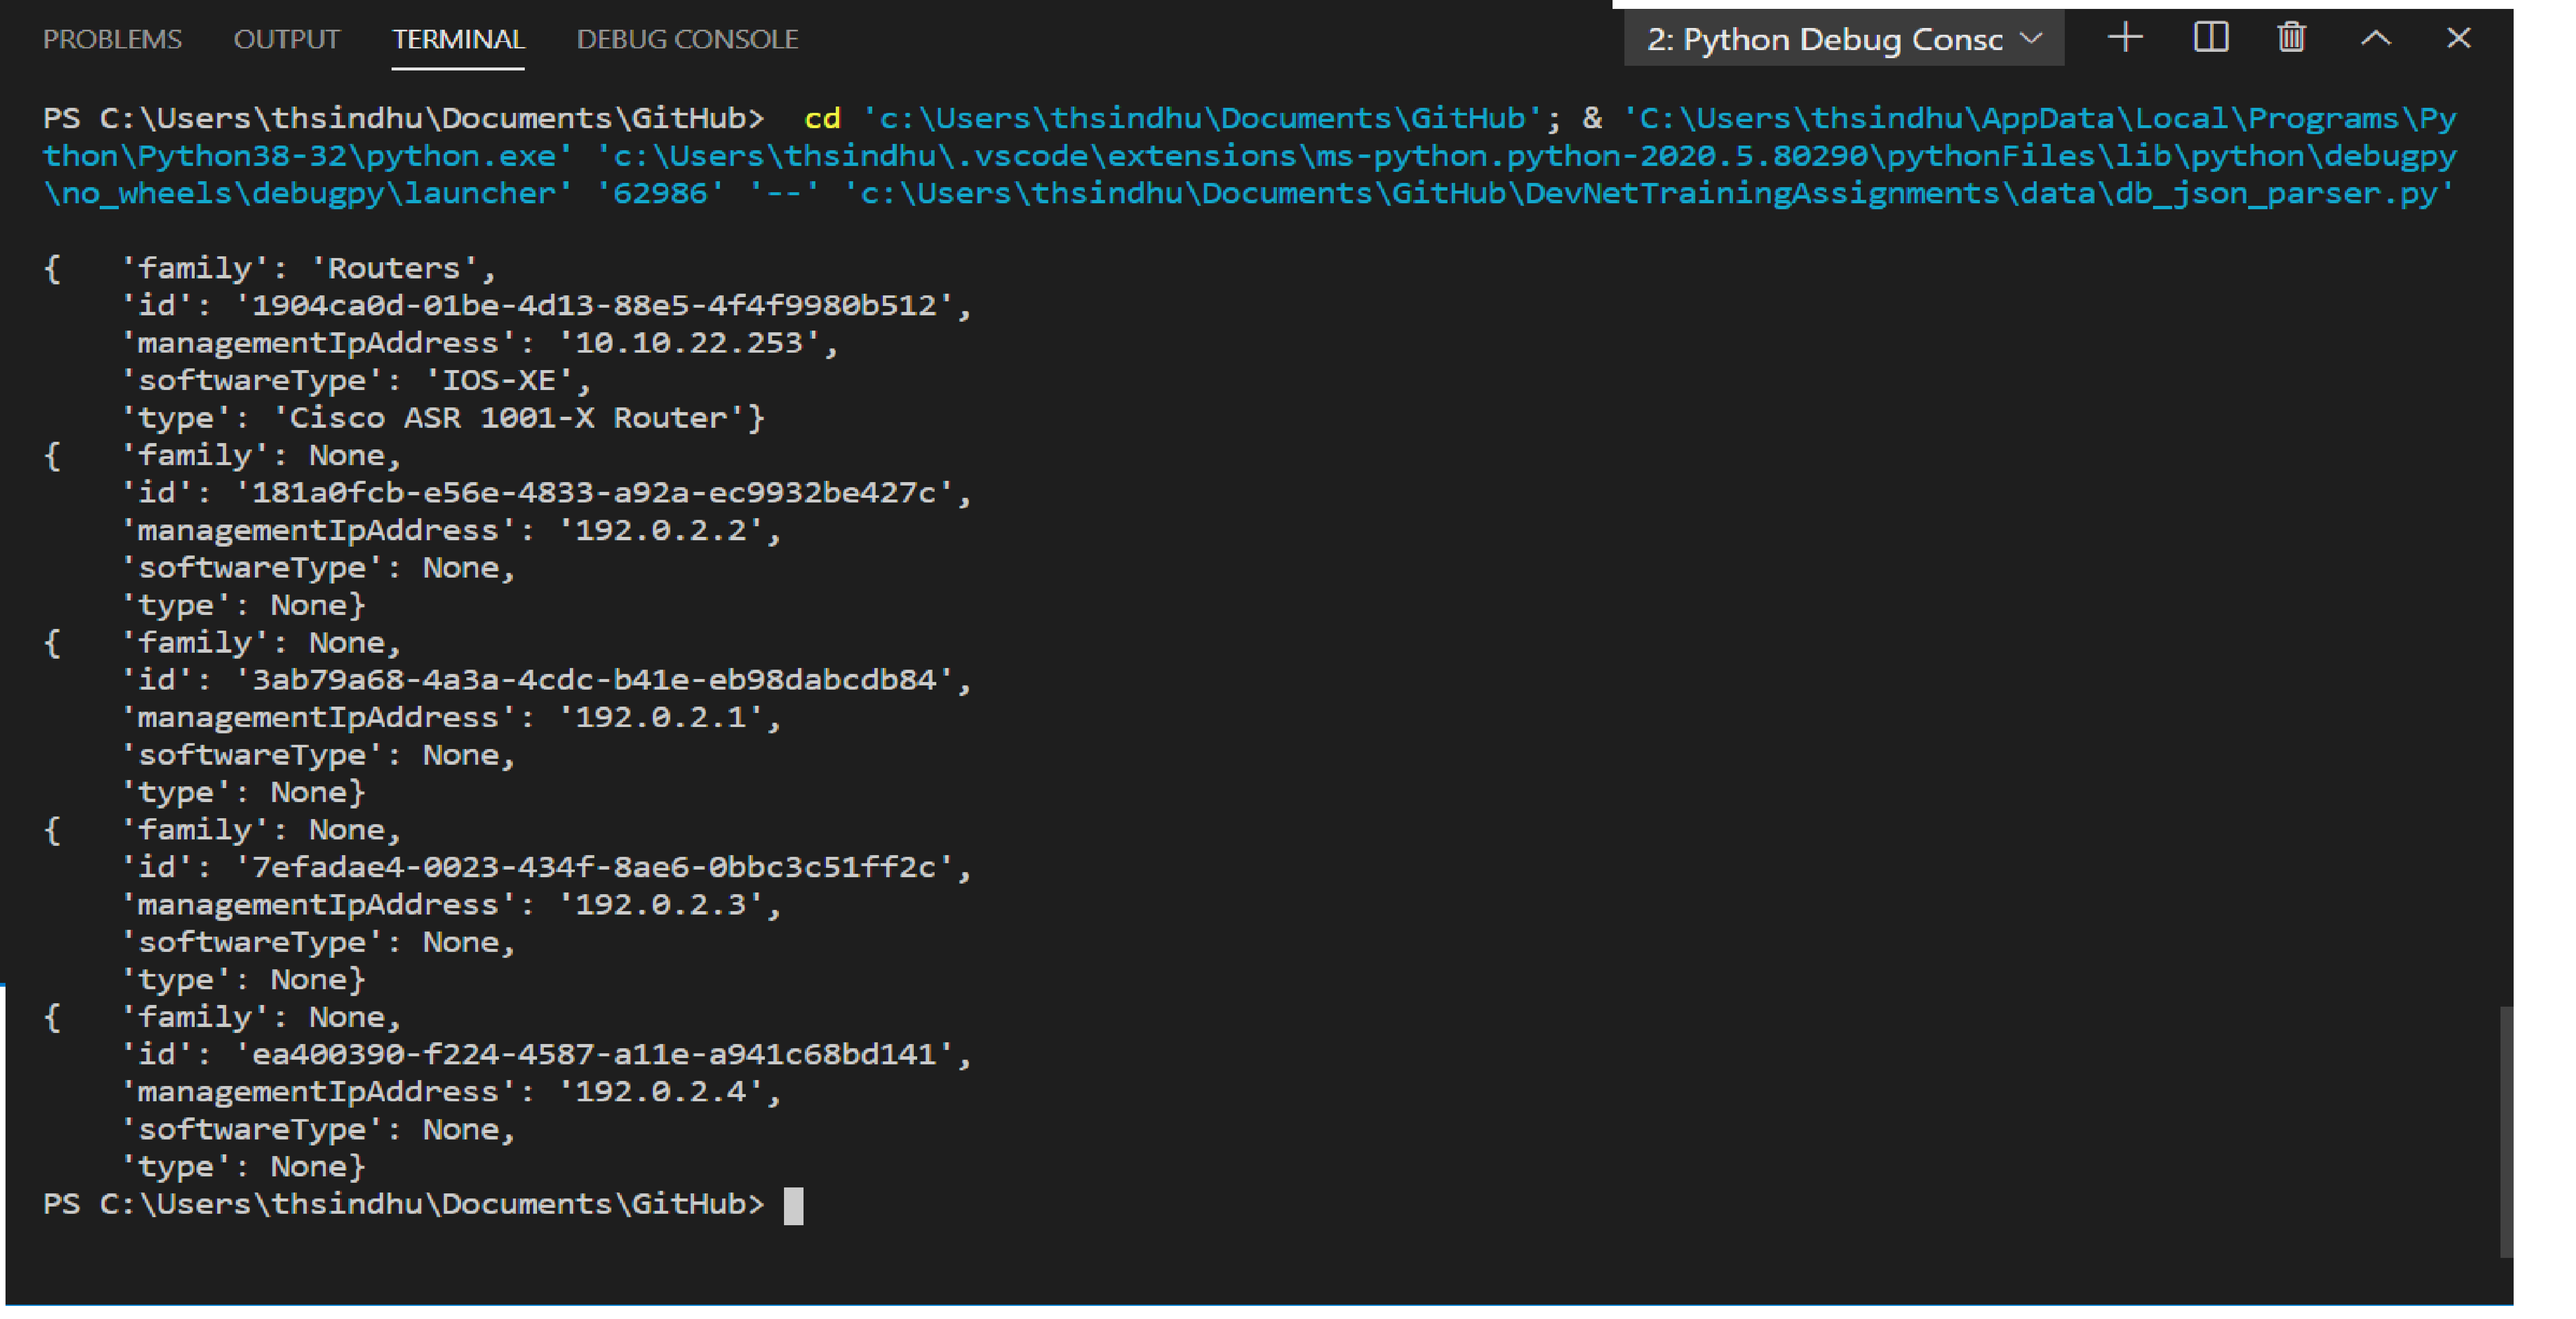 PROBLEMS OUTPUT TERMINAL DEBUG CONSOLE 2: Python Debug Consc
PS C:\Users\thsindhu\Documents\GitHub>  cd 'c:\Users\thsindhu\Documents\GitHub'; & 'C:\Users\thsindhu\AppData\Local\Programs\Py
thon\Python38-32\python.exe' 'c:\Users\thsindhu\.vscode\extensions\ms-python.python-2020.5.80290\pythonFiles\lib\python\debugpy
\no_wheels\debugpy\launcher' '62986' '--' 'c:\Users\thsindhu\Documents\GitHub\DevNetTrainingAssignments\data\db_json_parser.py'
{   'family': 'Routers',
    'id': '1904ca0d-01be-4d13-88e5-4f4f9980b512',
    'managementIpAddress': '10.10.22.253',
    'softwareType': 'IOS-XE',
    'type': 'Cisco ASR 1001-X Router'}
{   'family': None,
    'id': '181a0fcb-e56e-4833-a92a-ec9932be427c',
    'managementIpAddress': '192.0.2.2',
    'softwareType': None,
    'type': None}
{   'family': None,
    'id': '3ab79a68-4a3a-4cdc-b41e-eb98dabcdb84',
    'managementIpAddress': '192.0.2.1',
    'softwareType': None,
    'type': None}
{   'family': None,
    'id': '7efadae4-0023-434f-8ae6-0bbc3c51ff2c',
    'managementIpAddress': '192.0.2.3',
    'softwareType': None,
    'type': None}
{   'family': None,
    'id': 'ea400390-f224-4587-a11e-a941c68bd141',
    'managementIpAddress': '192.0.2.4',
    'softwareType': None,
    'type': None}
PS C:\Users\thsindhu\Documents\GitHub>